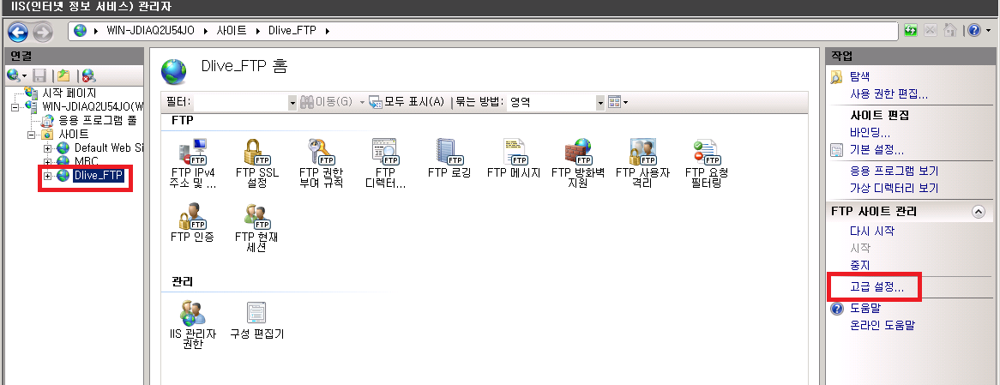 IIS(인터넷 정보 서비스) 관리자
WIN-JDIAQ2U54JO ▸ 사이트 ▸ Dlive_FTP ▸
연결
시작 페이지
WIN-JDIAQ2U54JO(W
응용 프로그램 풀
사이트
Default Web Si
MBC
Dlive_FTP
Dlive_FTP 홈
필터:
이동(G)
모두 표시(A)
묶는 방법:
영역
FTP
FTP IPv4
주소 및 ...
FTP SSL
설정
FTP 권한
부여 규칙
FTP
디렉터...
FTP 로깅
FTP 메시지
FTP 방화벽
지원
FTP 사용자
격리
FTP 요청
필터링
FTP 인증
FTP 현재
세션
관리
IIS 관리자
권한
구성 편집기
작업
탐색
사용 권한 편집...
사이트 편집
바인딩...
기본 설정...
응용 프로그램 보기
가상 디렉터리 보기
FTP 사이트 관리
다시 시작
시작
중지
고급 설정...
도움말
온라인 도움말